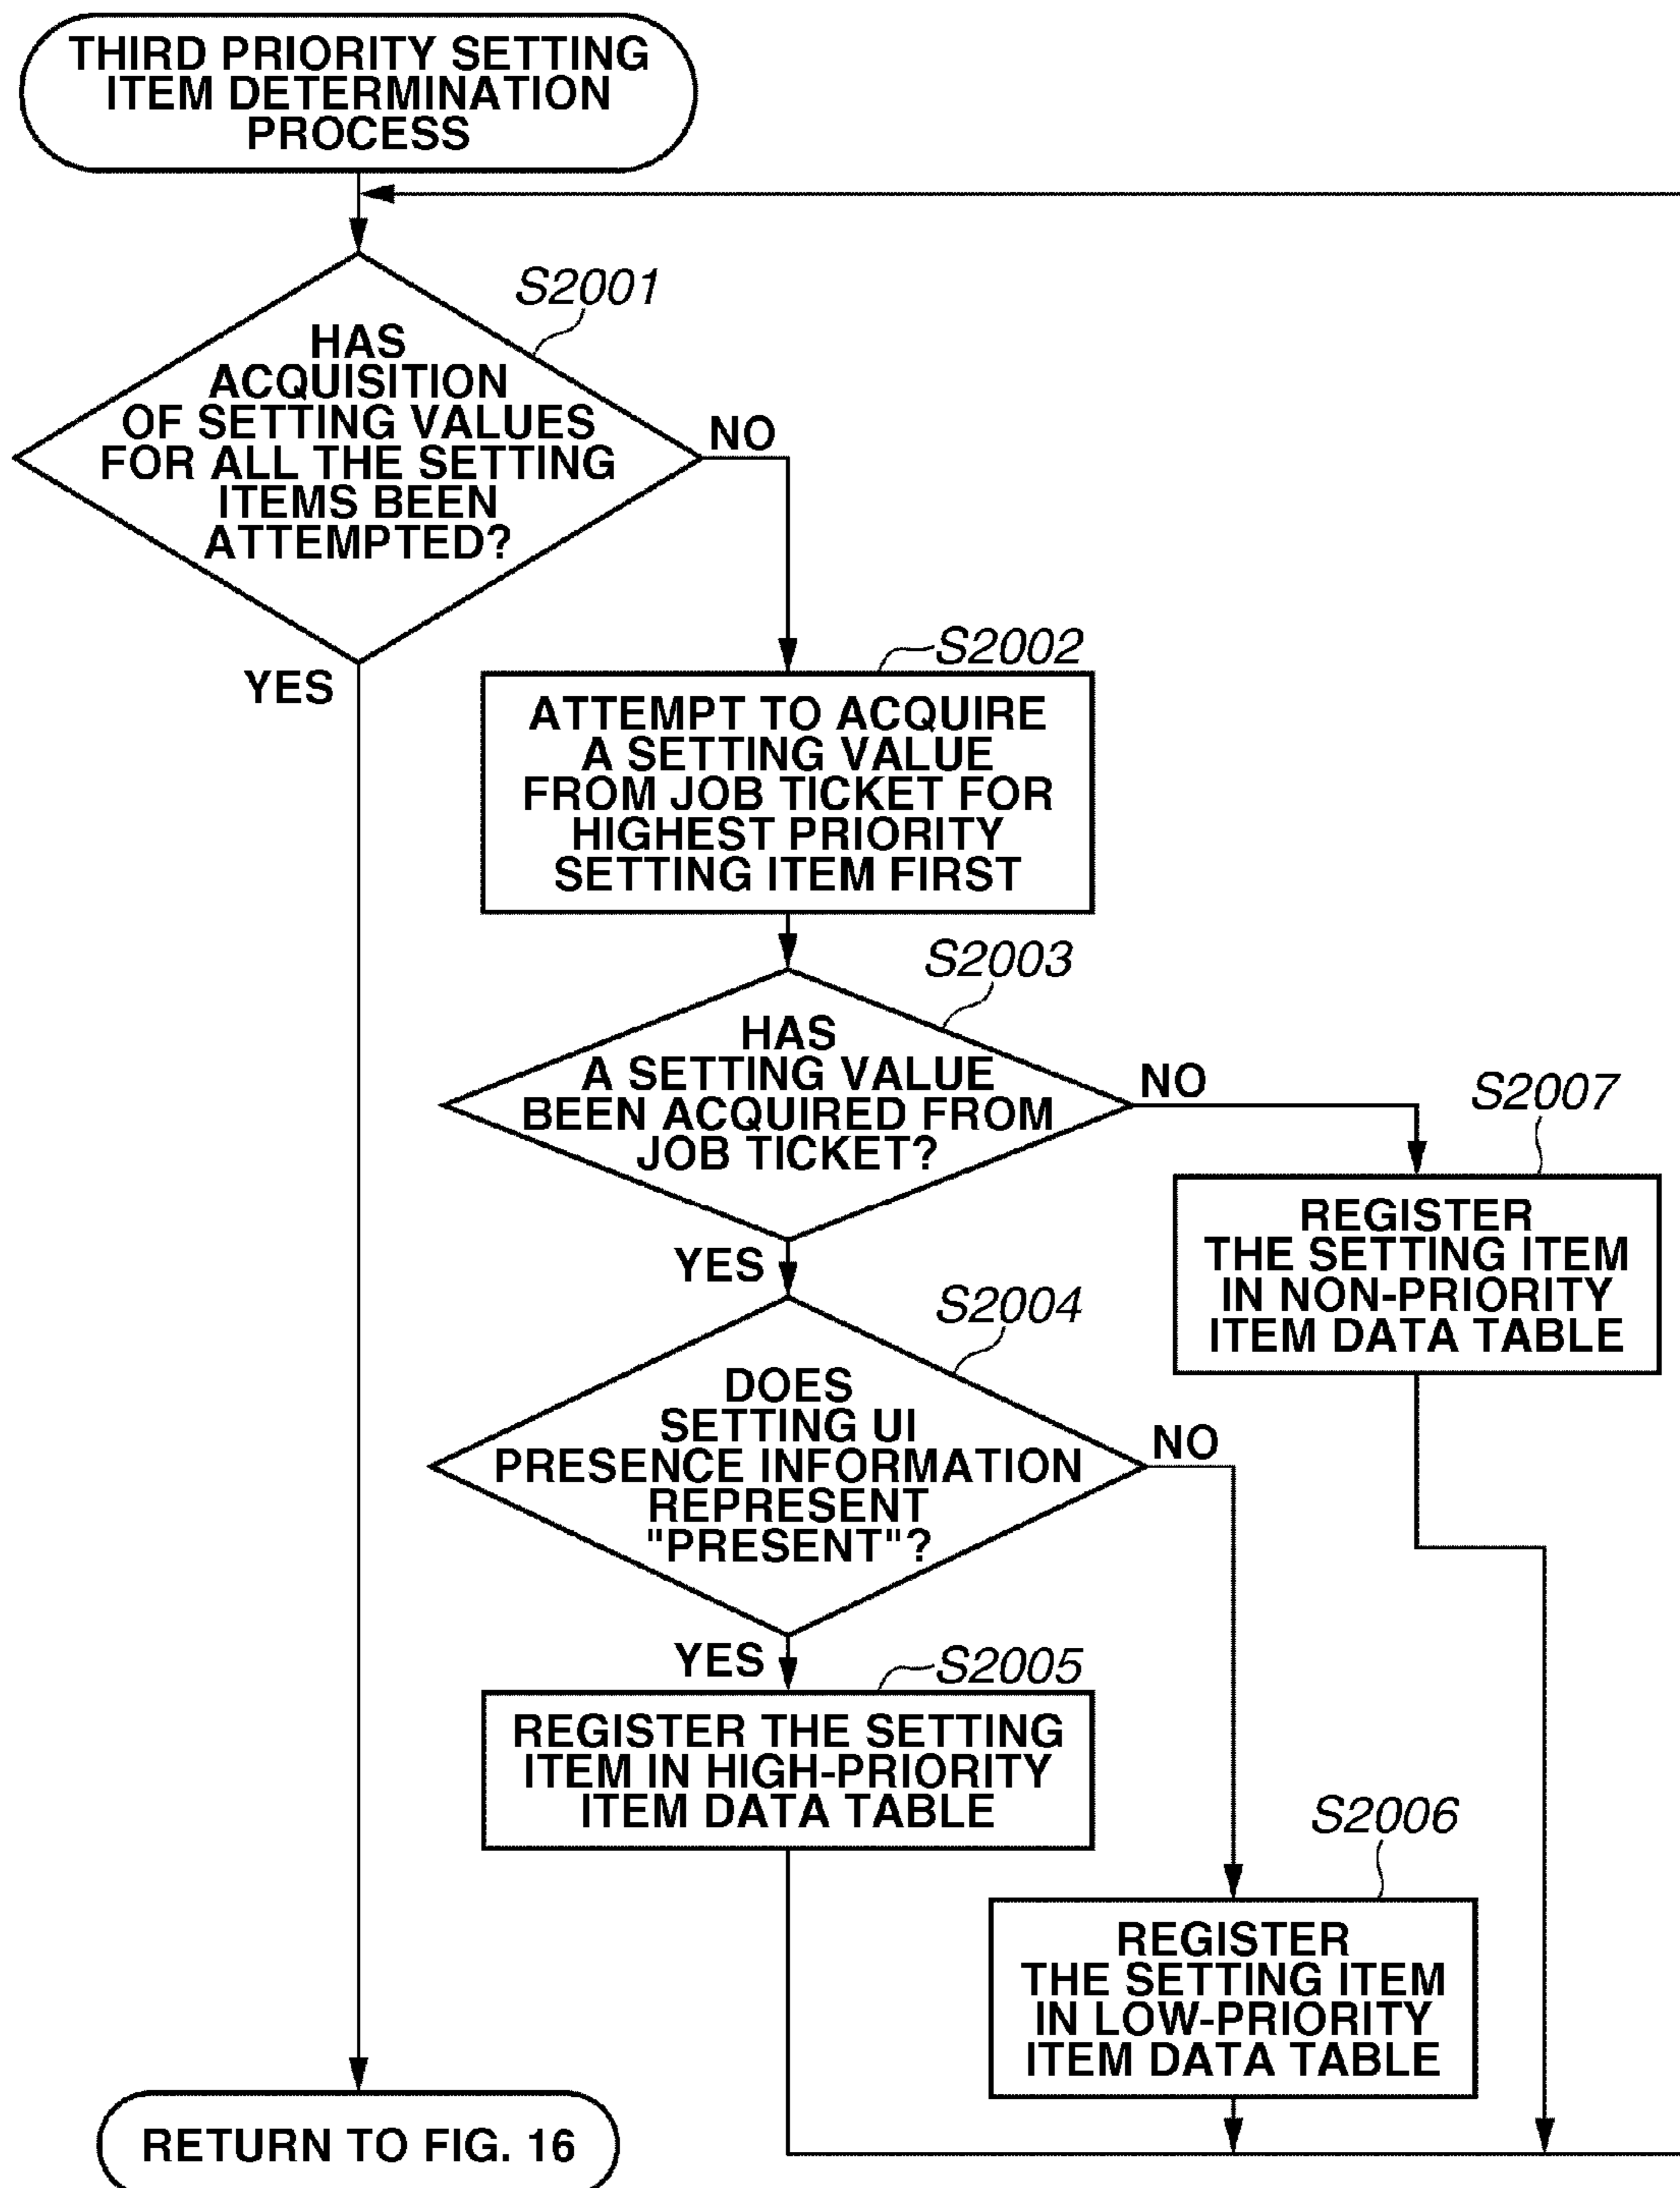 THIRD PRIORITY SETTING
ITEM DETERMINATION
PROCESS
S2001
HAS
ACQUISITION
OF SETTING VALUES
FOR ALL THE SETTING
ITEMS BEEN
ATTEMPTED?
NO
YES
S2002
ATTEMPT TO ACQUIRE
A SETTING VALUE
FROM JOB TICKET FOR
HIGHEST PRIORITY
SETTING ITEM FIRST
S2003
HAS
A SETTING VALUE
BEEN ACQUIRED FROM
JOB TICKET?
NO
YES
S2007
REGISTER
THE SETTING ITEM
IN NON-PRIORITY
ITEM DATA TABLE
S2004
DOES
SETTING UI
PRESENCE INFORMATION
REPRESENT
"PRESENT"?
NO
YES
S2005
REGISTER THE SETTING
ITEM IN HIGH-PRIORITY
ITEM DATA TABLE
S2006
REGISTER
THE SETTING ITEM
IN LOW-PRIORITY
ITEM DATA TABLE
RETURN TO FIG. 16